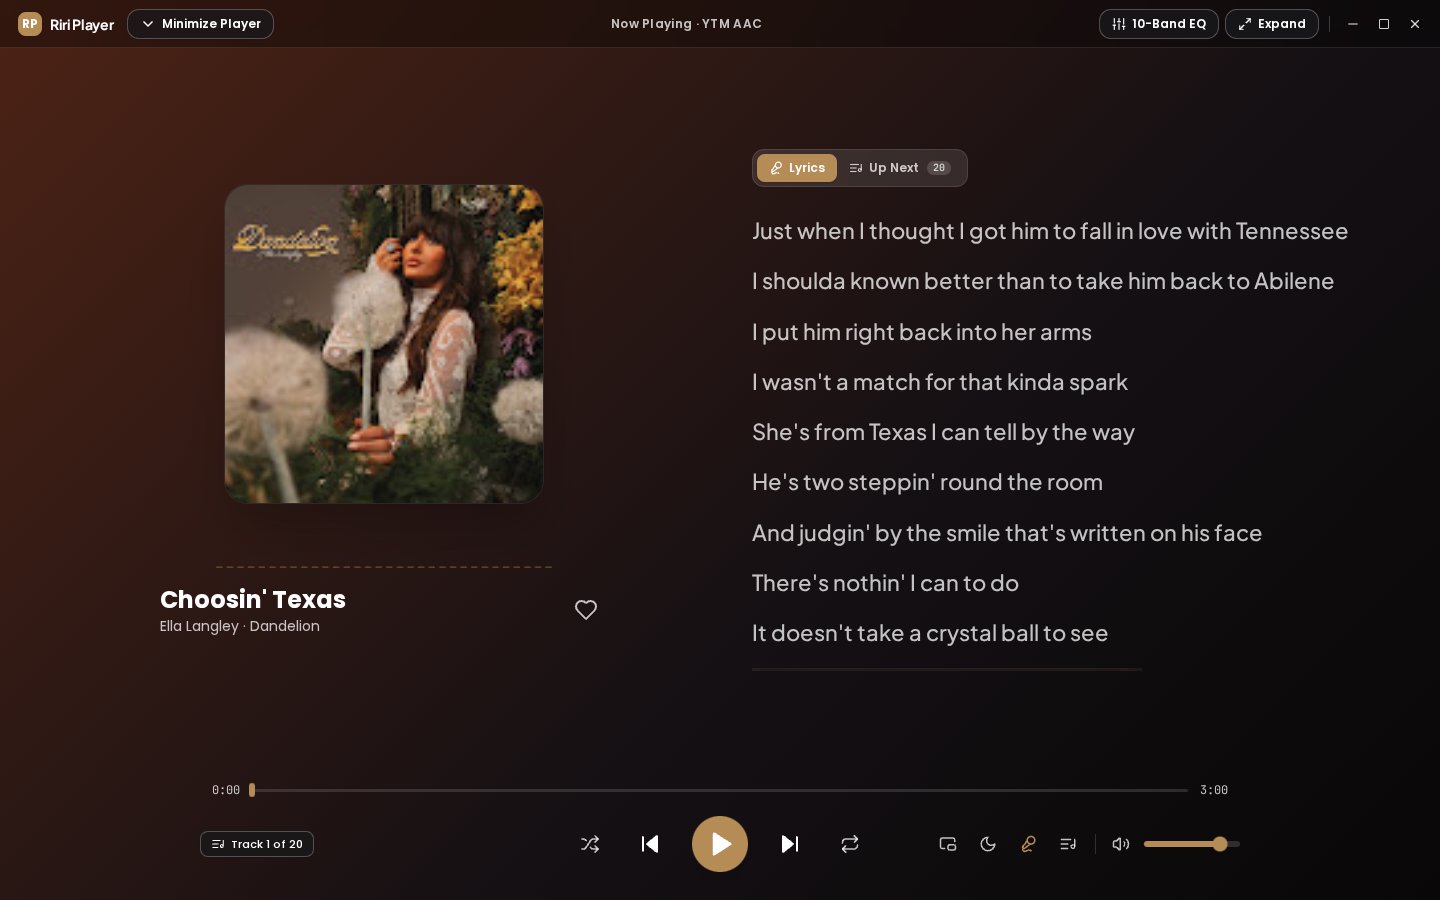 RP RiriPlayer Minimize Player Now Playing · YTM AAC 10-Band EQ Expand
Lyrics Up Next 20
Dandelion
Just when I thought I got him to fall in love with Tennessee
I shoulda known better than to take him back to Abilene
I put him right back into her arms
I wasn't a match for that kinda spark
She's from Texas I can tell by the way
He's two steppin' round the room
And judgin' by the smile that's written on his face
There's nothin' I can to do
It doesn't take a crystal ball to see
Choosin' Texas
Ella Langley · Dandelion
0:00 3:00
Track 1 of 20